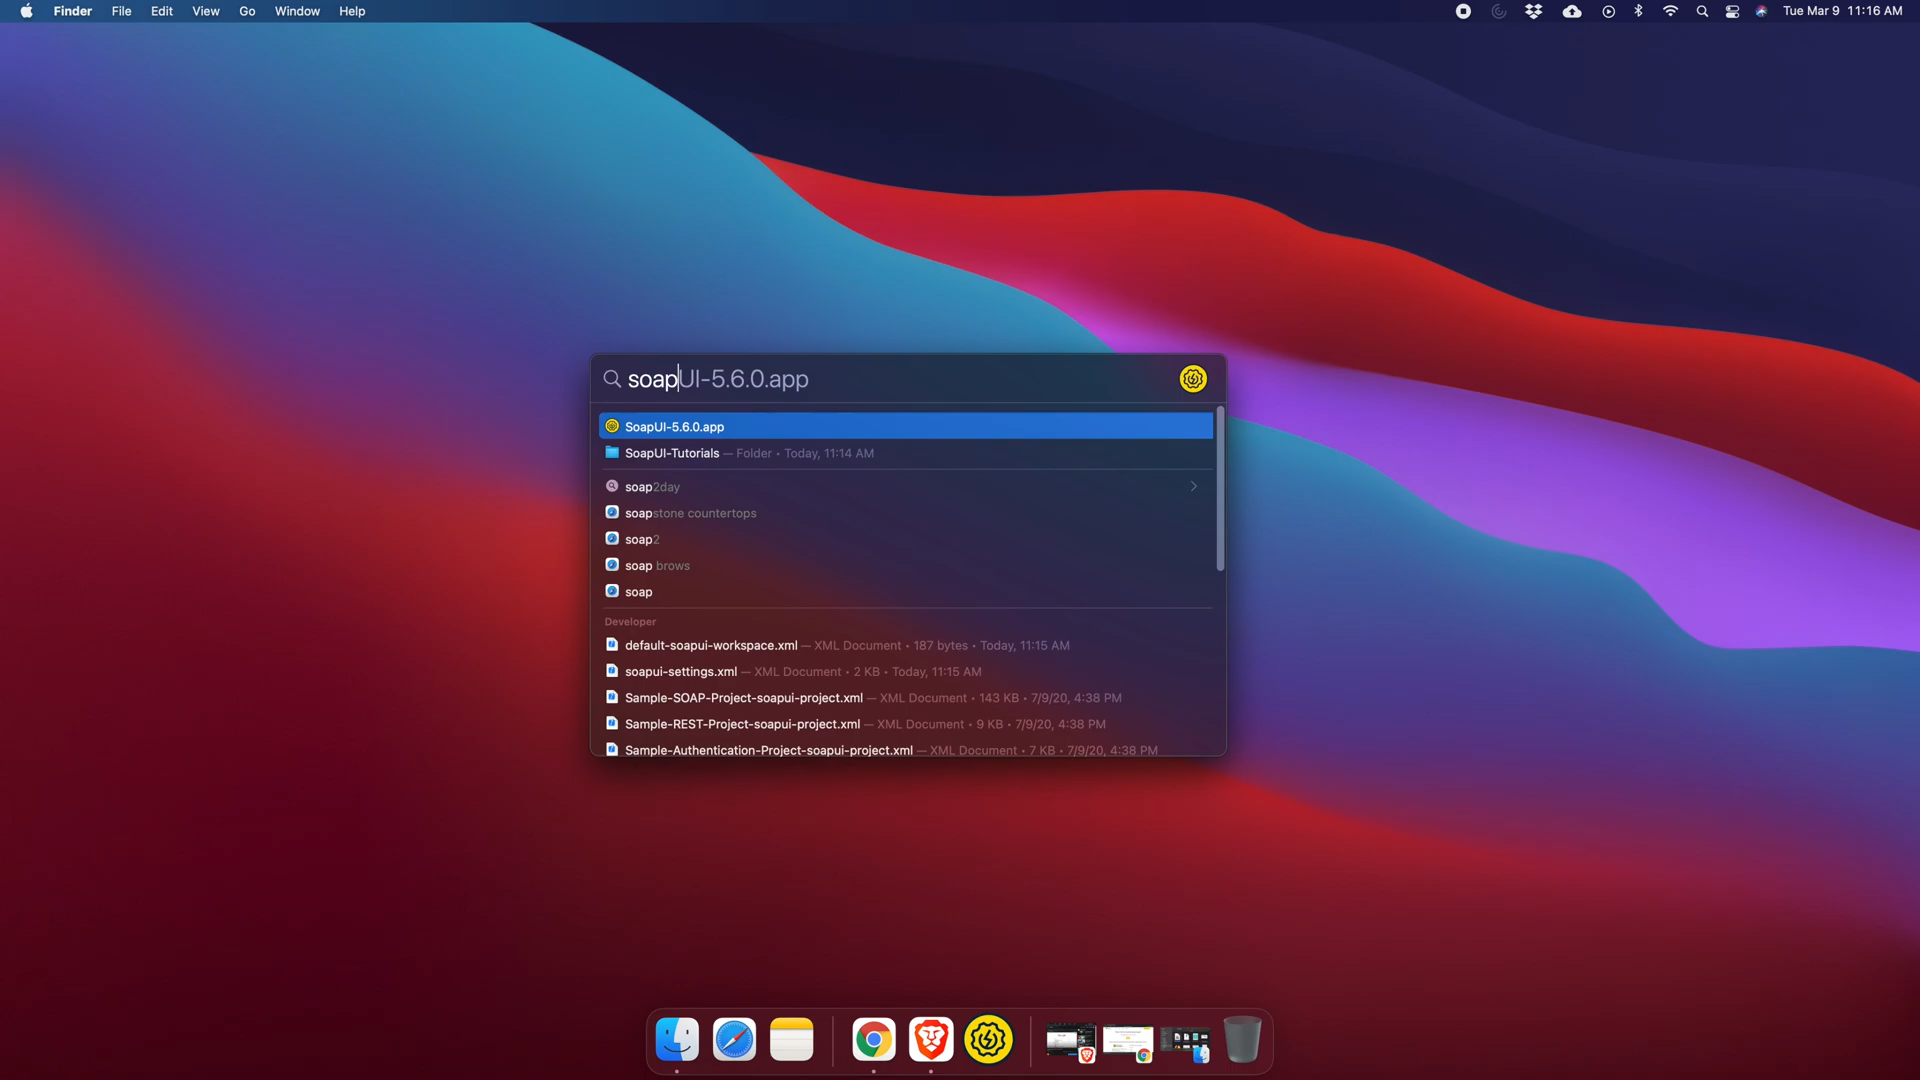 Finder File Edit View Go Window Help Tue Mar 9 11:16 AM
soapUI-5.6.0.app
SoapUI-5.6.0.app
SoapUI-Tutorials — Folder • Today, 11:14 AM
soap2day
soapstone countertops
soap2
soap brows
soap
Developer
default-soapui-workspace.xml — XML Document • 187 bytes • Today, 11:15 AM
soapui-settings.xml — XML Document • 2 KB • Today, 11:15 AM
Sample-SOAP-Project-soapui-project.xml — XML Document • 143 KB • 7/9/20, 4:38 PM
Sample-REST-Project-soapui-project.xml — XML Document • 9 KB • 7/9/20, 4:38 PM
Sample-Authentication-Project-soapui-project.xml — XML Document • 7 KB • 7/9/20, 4:38 PM